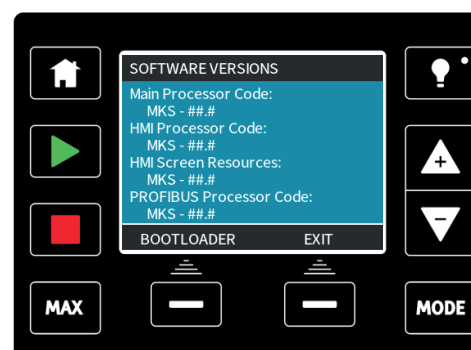 SOFTWARE VERSIONS
Main Processor Code:
MKS - ##.#
HMI Processor Code:
MKS - ##.#
HMI Screen Resources:
MKS - ##.#
PROFIBUS Processor Code:
MKS - ##.#
BOOTLOADER EXIT
+
-
MAX
MODE